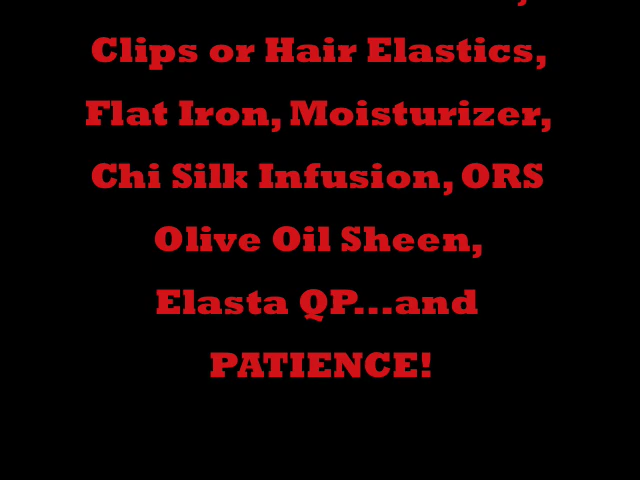 Clips or Hair Elastics,
Flat Iron, Moisturizer,
Chi Silk Infusion, ORS
Olive Oil Sheen,
Elasta QP...and
PATIENCE!